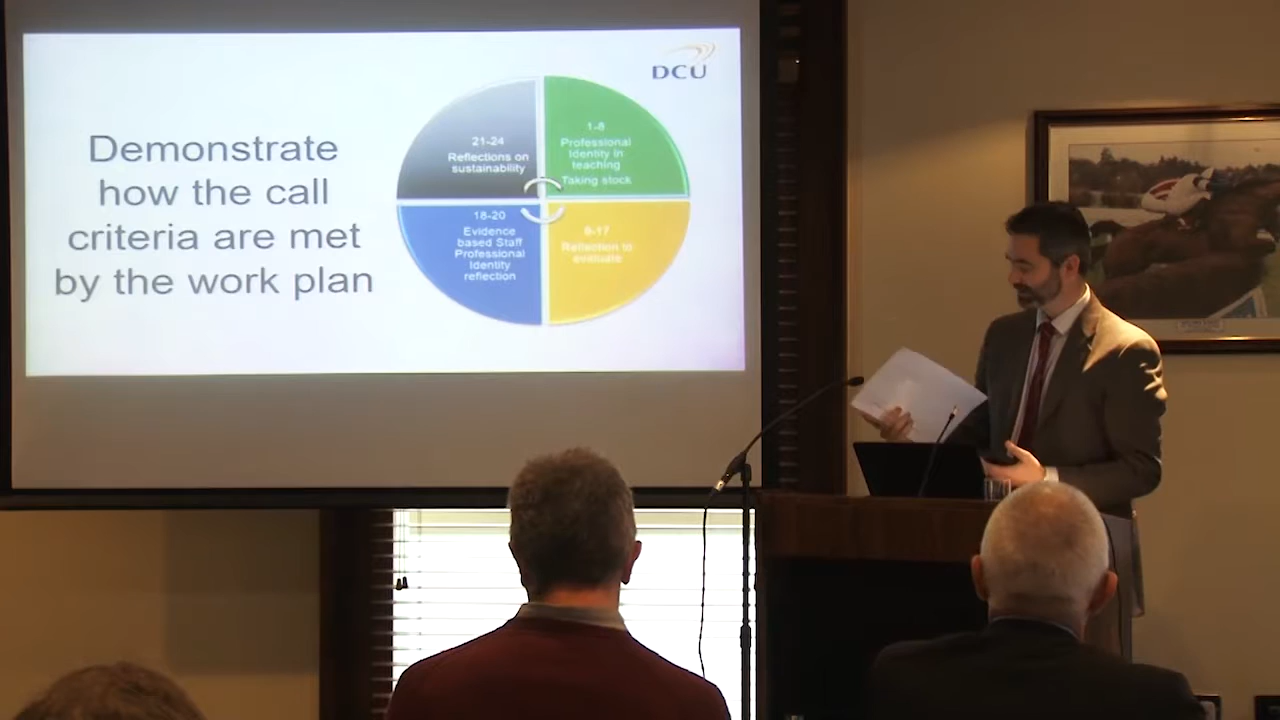 DCU
Demonstrate
how the call
criteria are met
by the work plan
21-24
Reflections on
sustainability
1-8
Professional
Identity in
teaching
Taking stock
18-20
Evidence
based Staff
Professional
Identity
reflection
9-17
Reflection to
evaluate